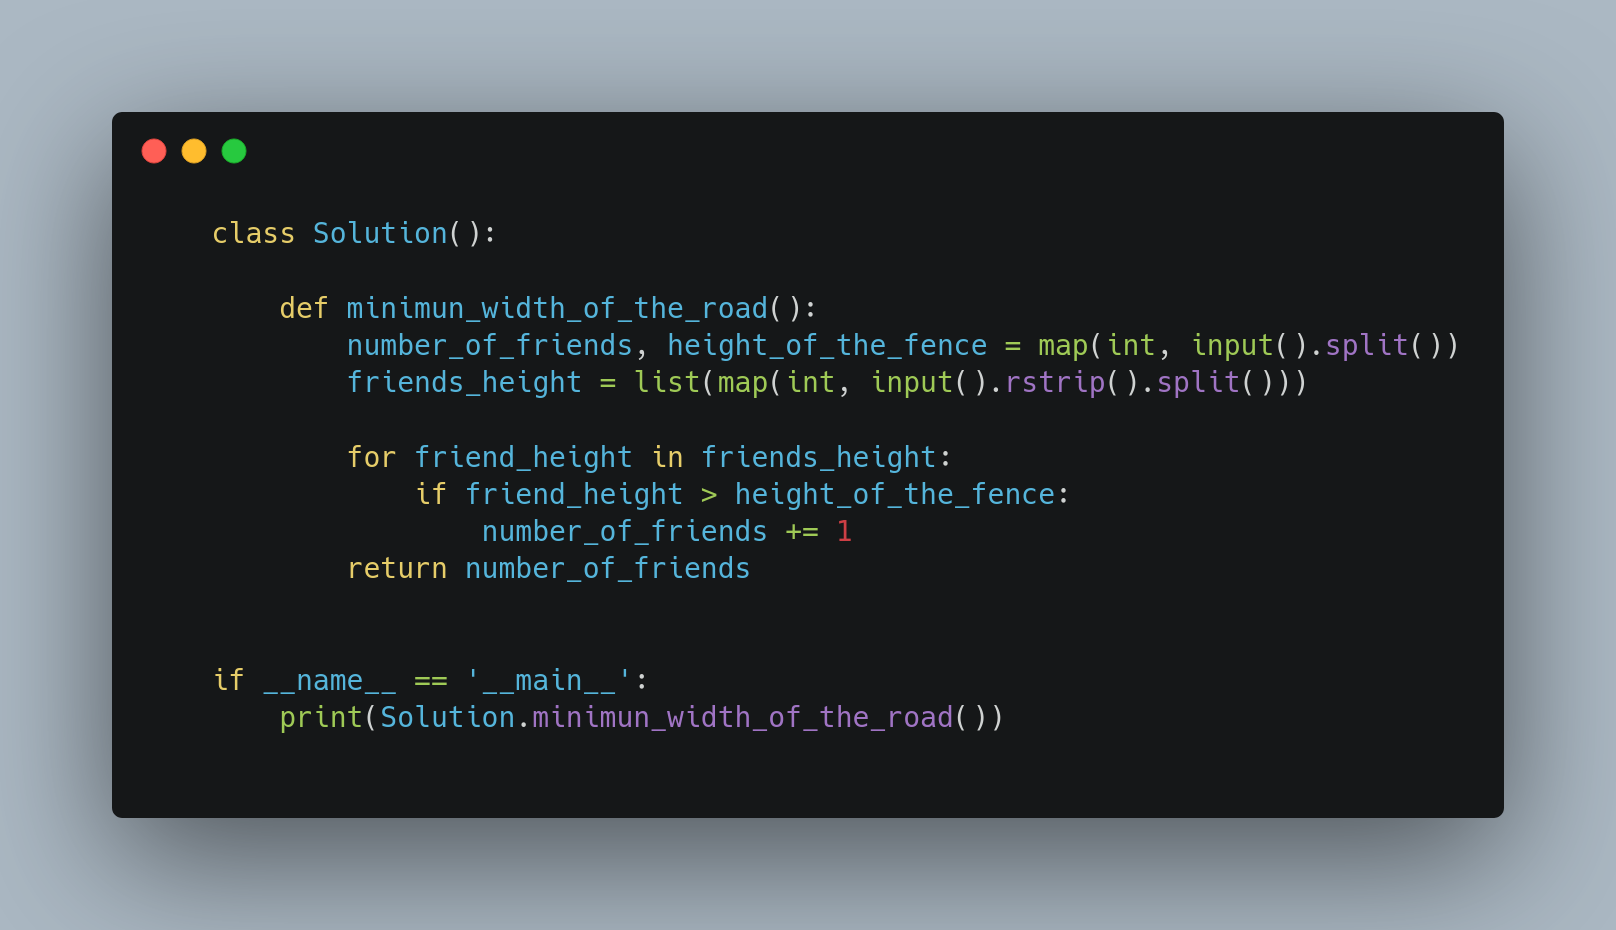 class Solution():
def minimun_width_of_the_road():
number_of_friends, height_of_the_fence = map(int, input().split())
friends_height = list(map(int, input().rstrip().split()))
for friend_height in friends_height:
if friend_height > height_of_the_fence:
number_of_friends += 1
return number_of_friends
if __name__ == '__main__':
print(Solution.minimun_width_of_the_road())